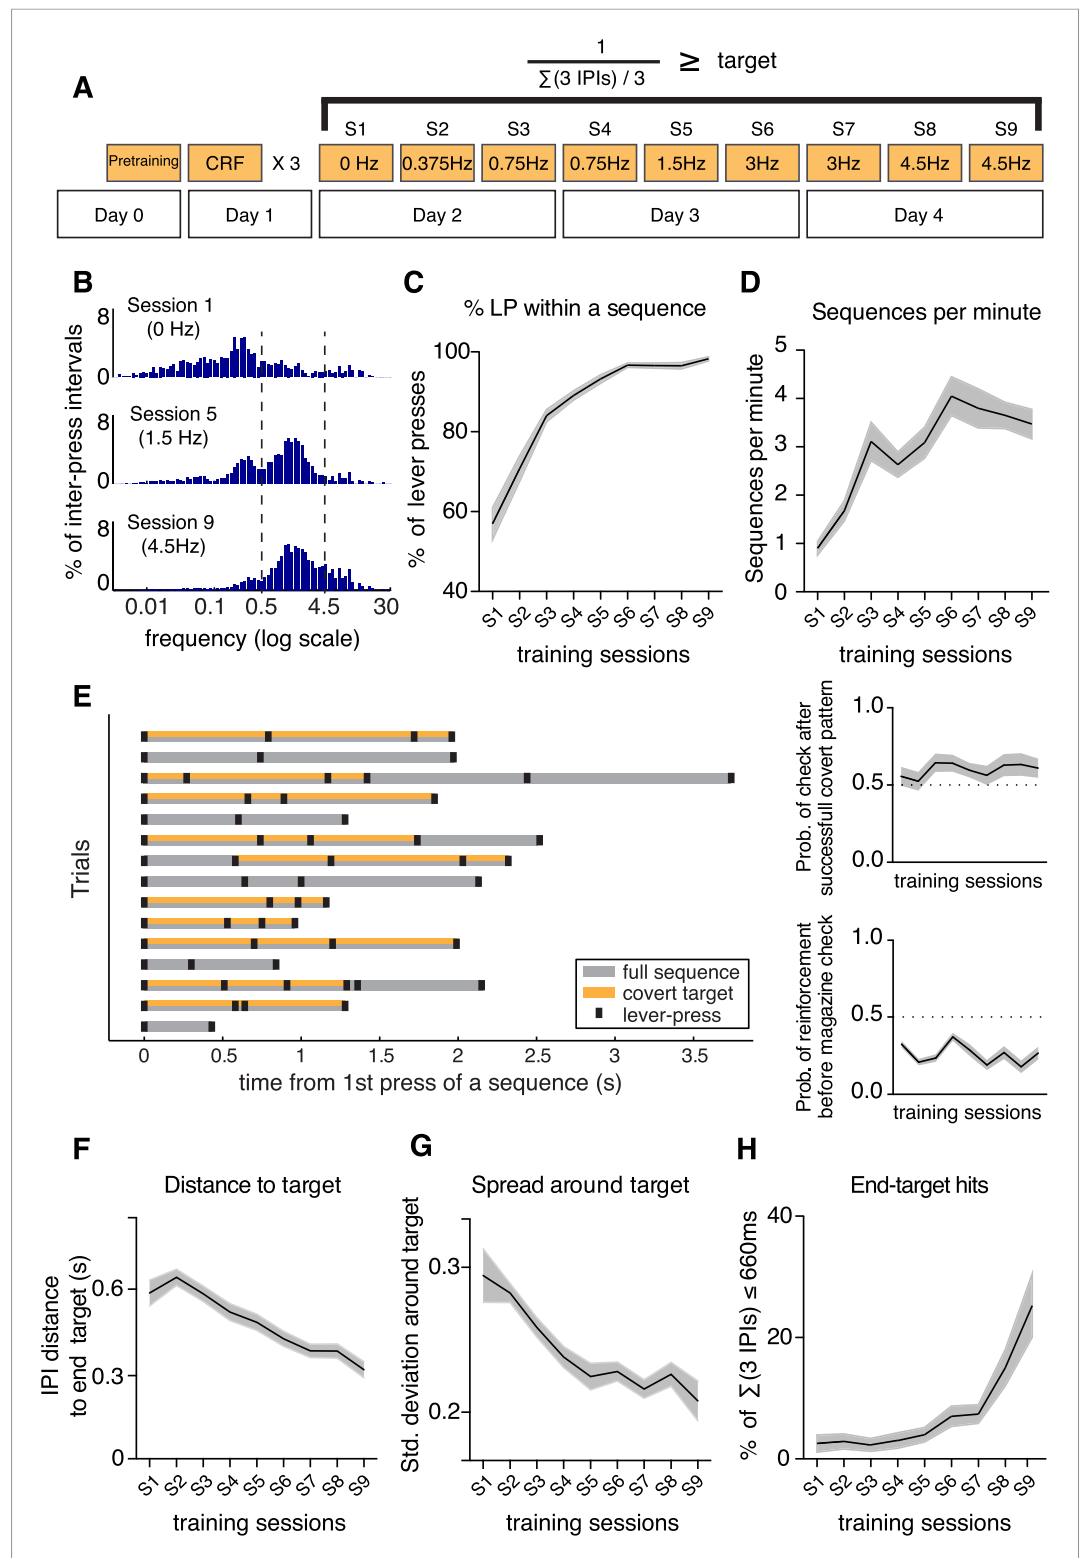 1
Σ(3 IPIs) / 3
≥ target
A
S1 S2 S3 S4 S5 S6 S7 S8 S9
Pretraining CRF X 3 0 Hz 0.375Hz 0.75Hz 0.75Hz 1.5Hz 3Hz 3Hz 4.5Hz 4.5Hz
Day 0 Day 1 Day 2 Day 3 Day 4
B
% of inter-press intervals
Session 1
(0 Hz)
8
0
Session 5
(1.5 Hz)
8
0
Session 9
(4.5Hz)
8
0
0.01 0.1 0.5 4.5 30
frequency (log scale)
C
% LP within a sequence
% of lever presses
100
80
60
40
S1 S2 S3 S4 S5 S6 S7 S8 S9
training sessions
D
Sequences per minute
Sequences per minute
5
4
3
2
1
0
S1 S2 S3 S4 S5 S6 S7 S8 S9
training sessions
E
Trials
full sequence
covert target
lever-press
0 0.5 1 1.5 2 2.5 3 3.5
time from 1st press of a sequence (s)
Prob. of check after
successfull covert pattern
1.0
0.5
0.0
training sessions
Prob. of reinforcement
before magazine check
1.0
0.5
0.0
training sessions
F
Distance to target
IPI distance
to end target (s)
0.6
0.3
0
S1 S2 S3 S4 S5 S6 S7 S8 S9
training sessions
G
Spread around target
Std. deviation around target
0.3
0.2
S1 S2 S3 S4 S5 S6 S7 S8 S9
training sessions
H
End-target hits
% of Σ(3 IPIs) ≤ 660ms
40
20
0
S1 S2 S3 S4 S5 S6 S7 S8 S9
training sessions